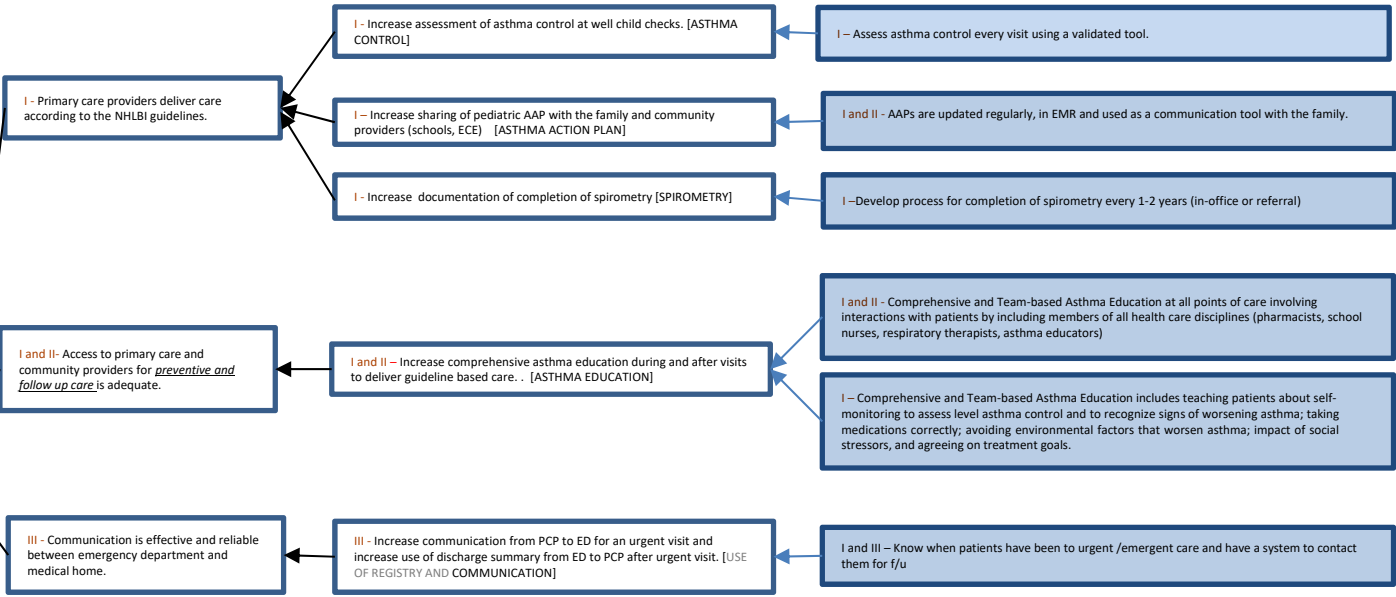 I - Increase assessment of asthma control at well child checks. [ASTHMA
CONTROL]
I – Assess asthma control every visit using a validated tool.
I - Primary care providers deliver care
according to the NHLBI guidelines.
I – Increase sharing of pediatric AAP with the family and community
providers (schools, ECE) [ASTHMA ACTION PLAN]
I and II - AAPs are updated regularly, in EMR and used as a communication tool with the family.
I - Increase documentation of completion of spirometry [SPIROMETRY]
I –Develop process for completion of spirometry every 1-2 years (in-office or referral)
I and II - Comprehensive and Team-based Asthma Education at all points of care involving
interactions with patients by including members of all health care disciplines (pharmacists, school
nurses, respiratory therapists, asthma educators)
I and II- Access to primary care and
community providers for preventive and
follow up care is adequate.
I and II – Increase comprehensive asthma education during and after visits
to deliver guideline based care. . [ASTHMA EDUCATION]
I – Comprehensive and Team-based Asthma Education includes teaching patients about self-
monitoring to assess level asthma control and to recognize signs of worsening asthma; taking
medications correctly; avoiding environmental factors that worsen asthma; impact of social
stressors, and agreeing on treatment goals.
III - Communication is effective and reliable
between emergency department and
medical home.
III - Increase communication from PCP to ED for an urgent visit and
increase use of discharge summary from ED to PCP after urgent visit. [USE
OF REGISTRY AND COMMUNICATION]
I and III – Know when patients have been to urgent /emergent care and have a system to contact
them for f/u